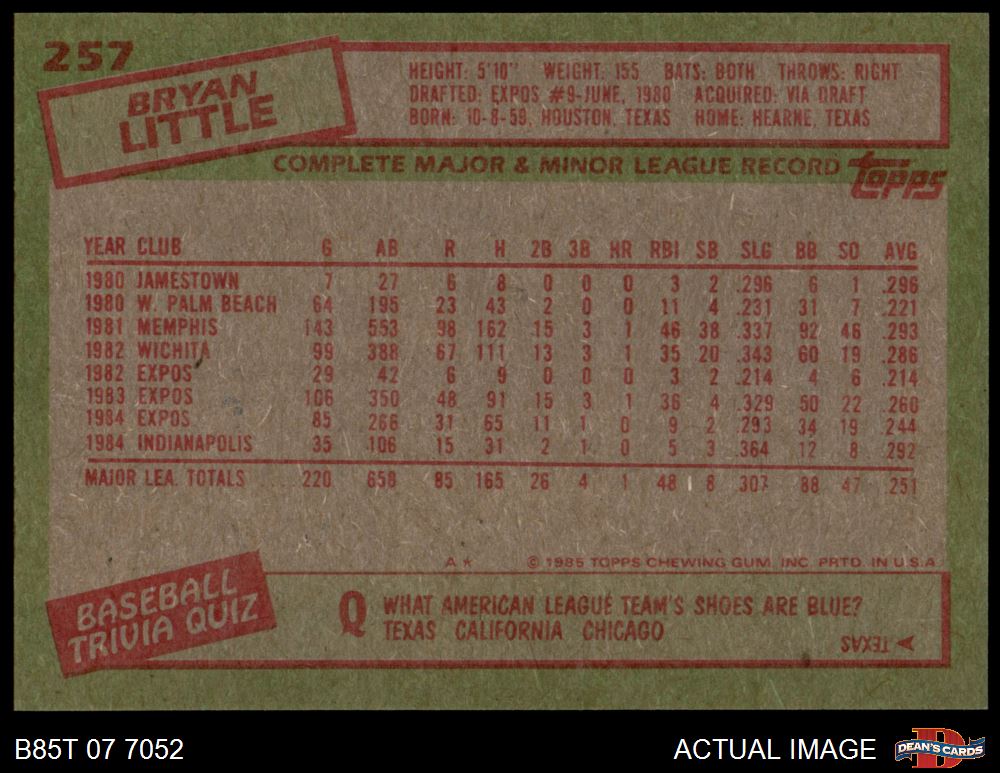 257
BRYAN
LITTLE
HEIGHT: 5'10" WEIGHT: 155 BATS: BOTH THROWS: RIGHT
DRAFTED: EXPOS #9-JUNE, 1980 ACQUIRED: VIA DRAFT
BORN: 10-8-59, HOUSTON, TEXAS HOME: HEARNE, TEXAS
COMPLETE MAJOR & MINOR LEAGUE RECORD topps
YEAR CLUB G AB R H 2B 3B HR RBI SB SLG BB SO AVG
1980 JAMESTOWN 7 27 6 8 0 0 0 3 2 .296 6 1 .296
1980 W. PALM BEACH 64 195 23 43 2 0 0 11 4 .231 31 7 .221
1981 MEMPHIS 143 553 98 162 15 3 1 46 38 .337 92 46 .293
1982 WICHITA 99 388 67 111 13 3 1 35 20 .343 60 19 .286
1982 EXPOS 29 42 6 9 0 0 0 3 2 .214 4 6 .214
1983 EXPOS 106 350 48 91 15 3 1 36 4 .329 50 22 .260
1984 EXPOS 85 266 31 65 11 1 0 9 2 .293 34 19 .244
1984 INDIANAPOLIS 35 106 15 31 2 1 0 5 3 .364 12 8 .292
MAJOR LEA. TOTALS 220 658 85 165 26 4 1 48 8 .307 88 47 .251
A* © 1985 TOPPS CHEWING GUM, INC. PRTD. IN U.S.A.
BASEBALL
TRIVIA QUIZ
Q WHAT AMERICAN LEAGUE TEAM'S SHOES ARE BLUE?
TEXAS CALIFORNIA CHICAGO
TEXAS
B85T 07 7052
ACTUAL IMAGE
D
DEAN'S CARDS